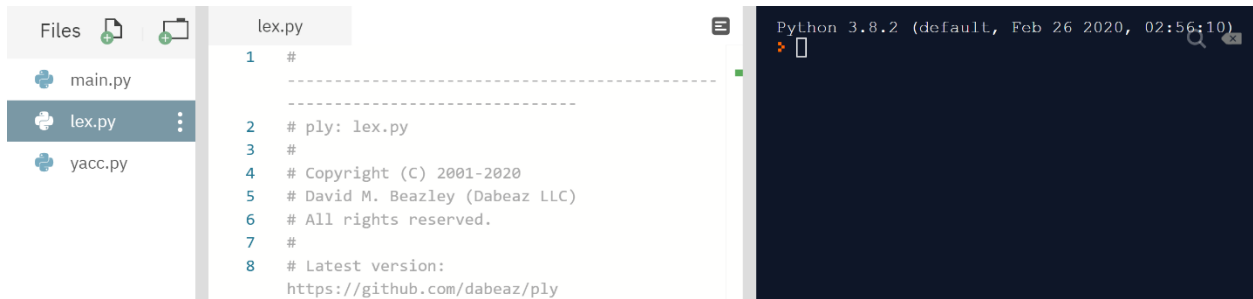 Files
main.py
lex.py
yacc.py
lex.py
1 #
---------------------------------------------
------------------------------
2 # ply: lex.py
3 #
4 # Copyright (C) 2001-2020
5 # David M. Beazley (Dabeaz LLC)
6 # All rights reserved.
7 #
8 # Latest version:
https://github.com/dabeaz/ply
Python 3.8.2 (default, Feb 26 2020, 02:56:10)